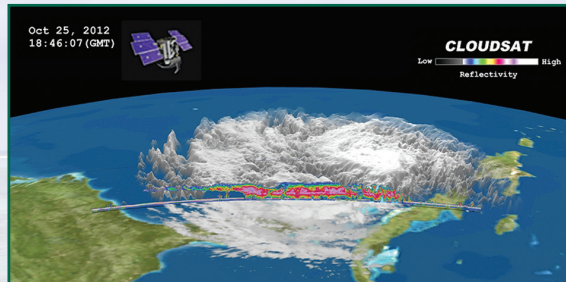 Oct 25, 2012
18:46:07(GMT)
CLOUDSAT
Low High
Reflectivity